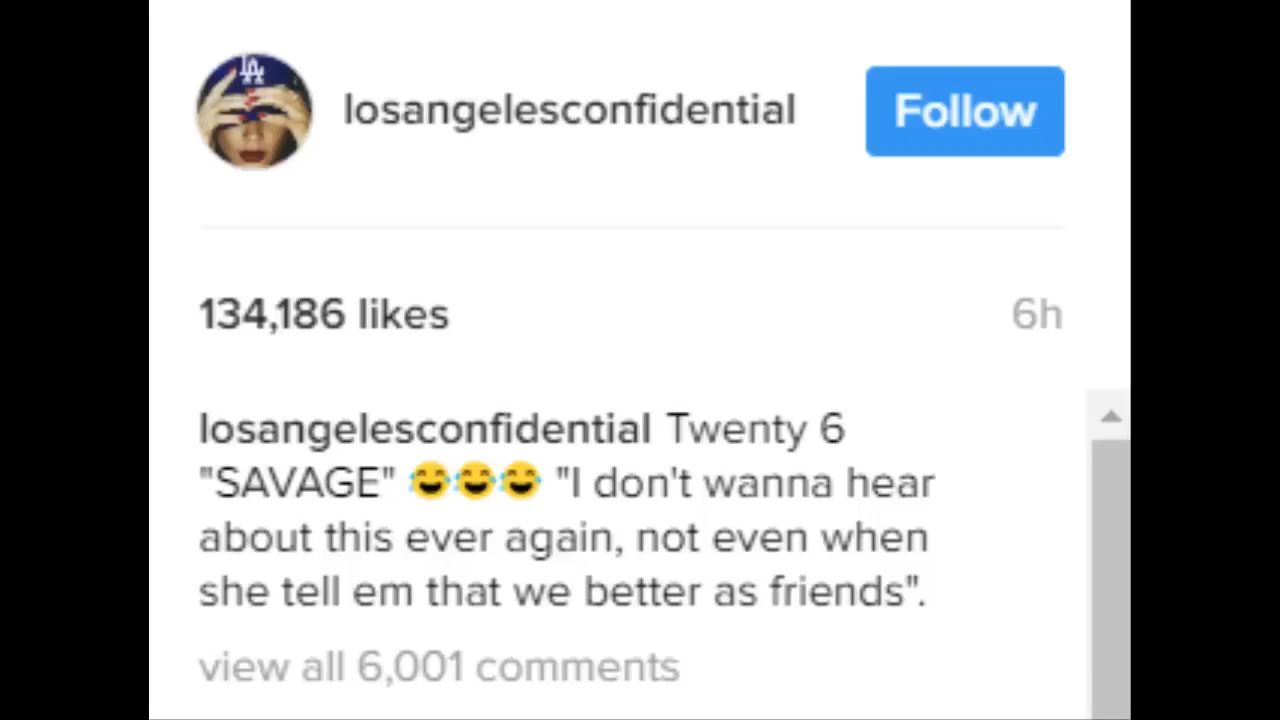 LA
losangelesconfidential
Follow
134,186 likes
6h
losangelesconfidential Twenty 6
"SAVAGE" 😂😂😂 "I don't wanna hear
about this ever again, not even when
she tell em that we better as friends".
view all 6,001 comments